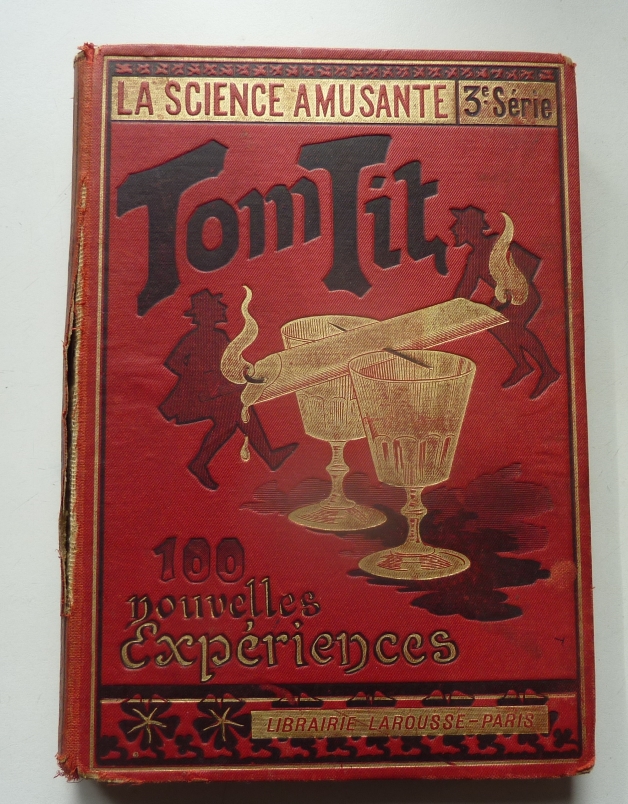 LA SCIENCE AMUSANTE 3e Série
Tom Tit
100
nouvelles
Expériences
LIBRAIRIE LAROUSSE-PARIS